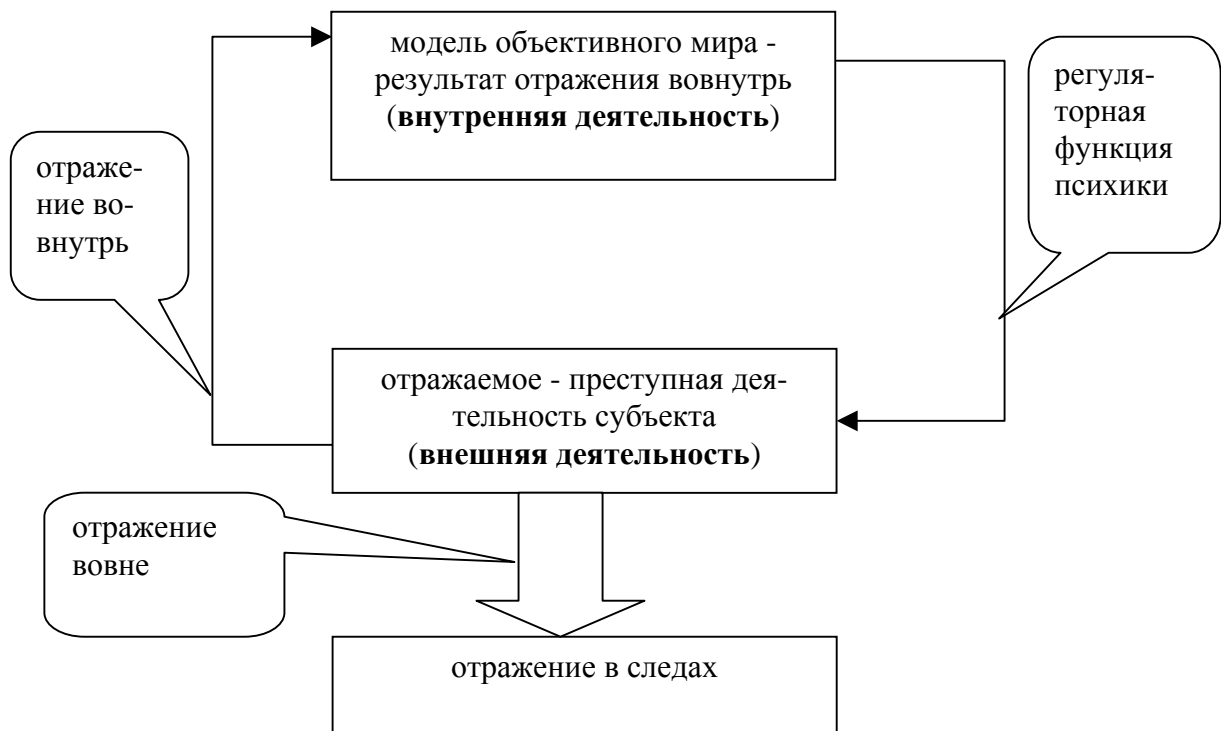 модель объективного мира -
результат отражения вовнутрь
(внутренняя деятельность)
регуля-
торная
функция
психики
отраже-
ние во-
внутрь
отражаемое - преступная дея-
тельность субъекта
(внешняя деятельность)
отражение
вовне
отражение в следах